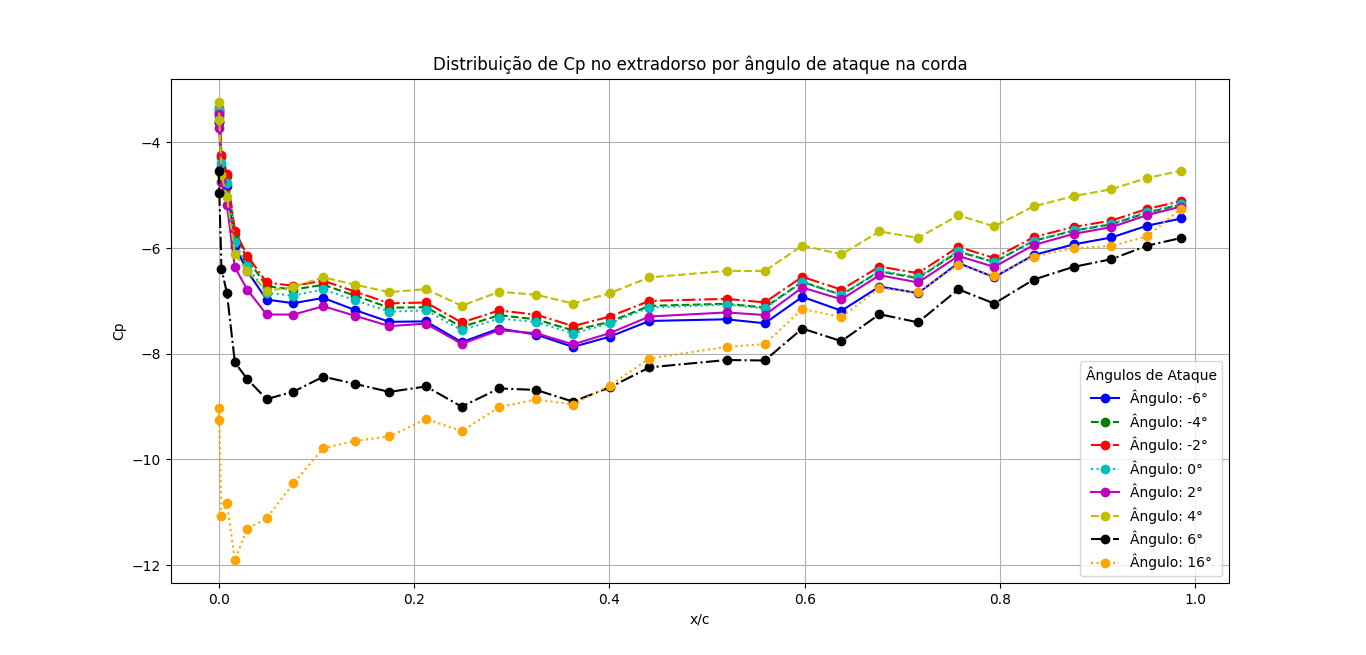 Distribuição de Cp no extradorso por ângulo de ataque na corda
Cp
−4
−6
−8
−10
−12
0.0
0.2
0.4
0.6
0.8
1.0
x/c
Ângulos de Ataque
Ângulo: -6°
Ângulo: -4°
Ângulo: -2°
Ângulo: 0°
Ângulo: 2°
Ângulo: 4°
Ângulo: 6°
Ângulo: 16°